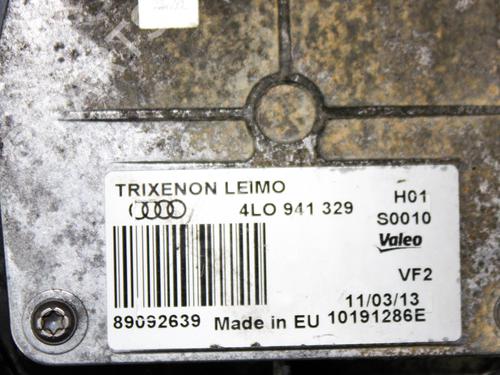 TRIXENON LEIMO
4LO 941 329
H01
S0010
Valeo
VF2
11/03/13
89092639
Made in EU
10191286E